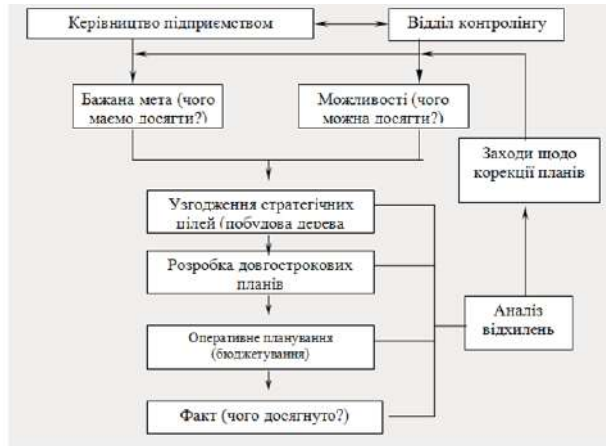 Керівництво підприємством
Відділ контролінгу
Бажана мета (чого
маємо досягти?)
Можливості (чого
можна досягти?)
Заходи щодо
корекції планів
Узгодження стратегічних
цілей (побудова дерева
Розробка довгострокових
планів
Аналіз
відхилень
Оперативне планування
(бюджетування)
Факт (чого досягнуто?)